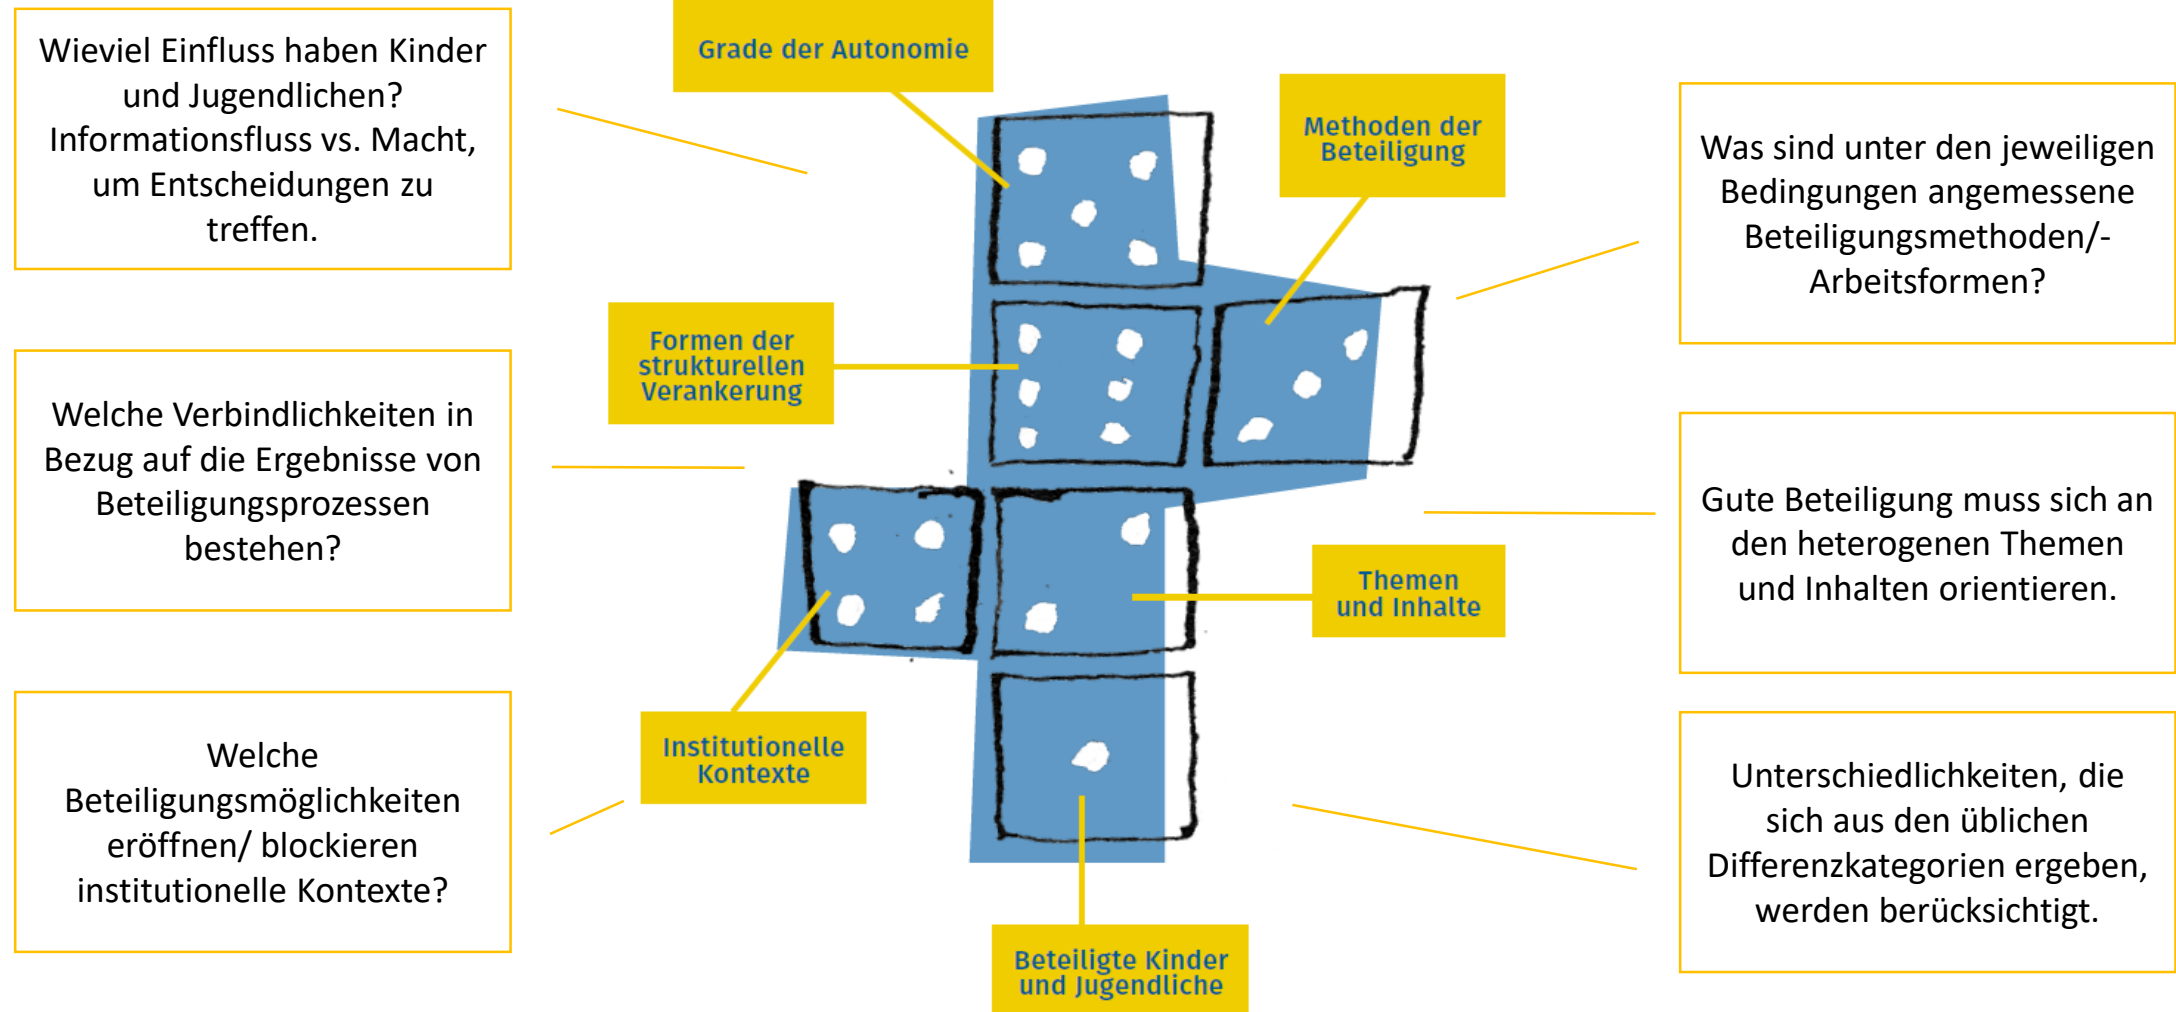 Wieviel Einfluss haben Kinder
und Jugendlichen?
Informationsfluss vs. Macht,
um Entscheidungen zu
treffen.
Welche Verbindlichkeiten in
Bezug auf die Ergebnisse von
Beteiligungsprozessen
bestehen?
Welche
Beteiligungsmöglichkeiten
eröffnen/ blockieren
institutionelle Kontexte?
Grade der Autonomie
Methoden der
Beteiligung
Formen der
strukturellen
Verankerung
Themen
und Inhalte
Institutionelle
Kontexte
Beteiligte Kinder
und Jugendliche
Was sind unter den jeweiligen
Bedingungen angemessene
Beteiligungsmethoden/-
Arbeitsformen?
Gute Beteiligung muss sich an
den heterogenen Themen
und Inhalten orientieren.
Unterschiedlichkeiten, die
sich aus den üblichen
Differenzkategorien ergeben,
werden berücksichtigt.